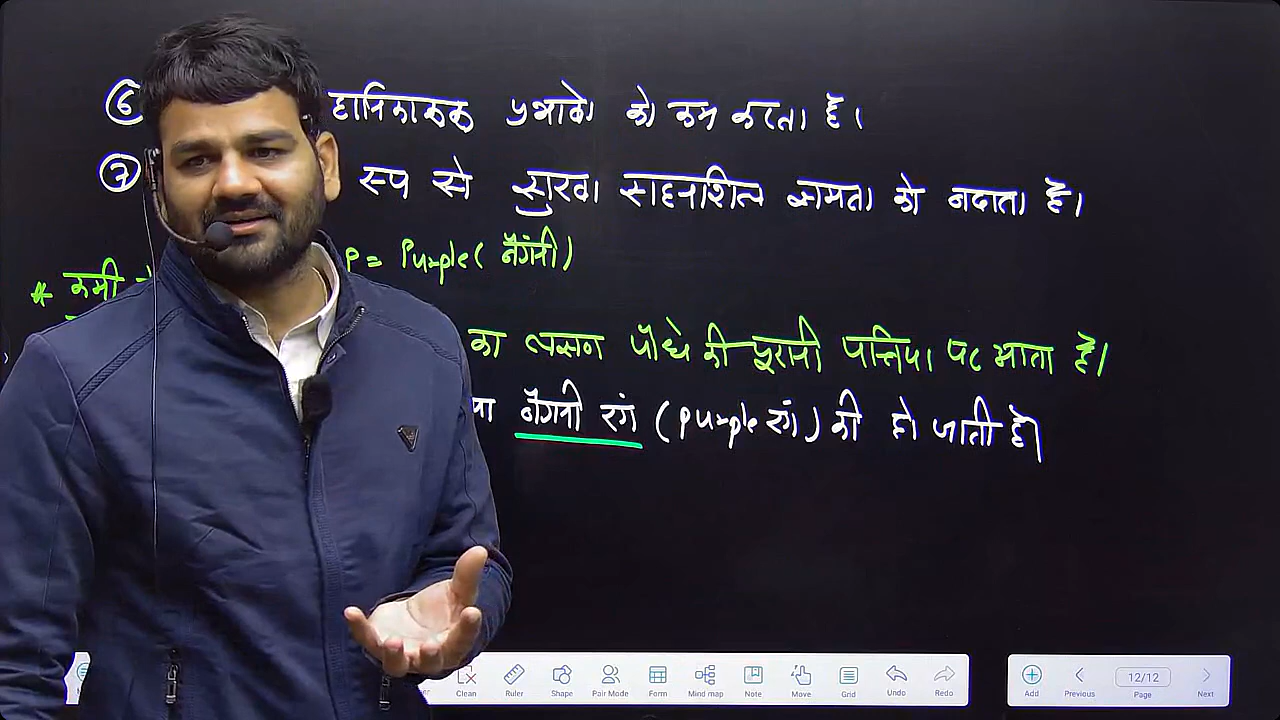 ⑥ हानिकारक प्रभावो को कम करता है।
⑦ रूप से सुखा सहनशित्व क्षमता को बढाता है।
* कमी P = Purple (बैंगनी)
का लक्षण पौधे की पुरानी पत्तिया पर आता है।
बैगनी रंग (purple रंग) की हो जाती है।
Clean Ruler Shape Pair Mode Form Mind map Note Move Grid Undo Redo Add Previous 12/12 Page Next